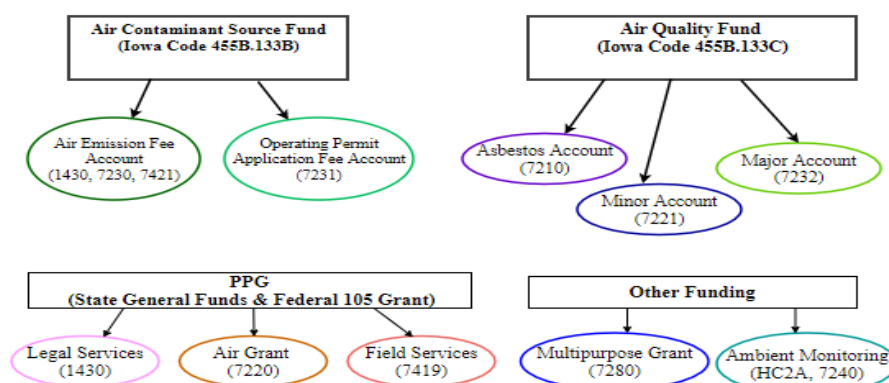 Air Contaminant Source Fund
(Iowa Code 455B.133B)
Air Emission Fee
Account
(1430, 7230, 7421)
Operating Permit
Application Fee Account
(7231)
Air Quality Fund
(Iowa Code 455B.133C)
Asbestos Account
(7210)
Minor Account
(7221)
Major Account
(7232)
PPG
(State General Funds & Federal 105 Grant)
Legal Services
(1430)
Air Grant
(7220)
Field Services
(7419)
Other Funding
Multipurpose Grant
(7280)
Ambient Monitoring
(HC2A, 7240)